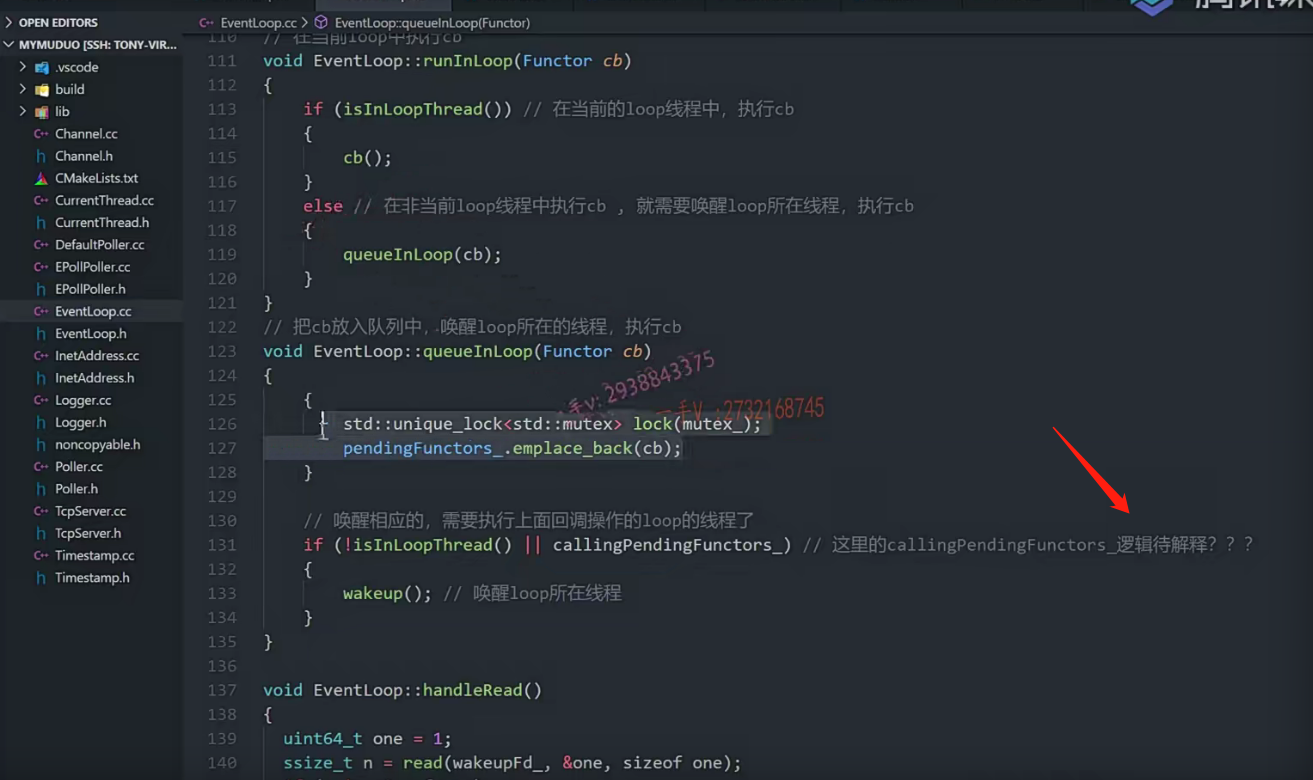 OPEN EDITORS
MYMUDUO [SSH: TONY-VIR...
.vscode
build
lib
Channel.cc
Channel.h
CMakeLists.txt
CurrentThread.cc
CurrentThread.h
DefaultPoller.cc
EPollPoller.cc
EPollPoller.h
EventLoop.cc
EventLoop.h
InetAddress.cc
InetAddress.h
Logger.cc
Logger.h
noncopyable.h
Poller.cc
Poller.h
TcpServer.cc
TcpServer.h
Timestamp.cc
Timestamp.h
EventLoop.cc > EventLoop::queueInLoop(Functor)
110 // 在当前loop中执行cb
111 void EventLoop::runInLoop(Functor cb)
112 {
113 if (isInLoopThread()) // 在当前的loop线程中，执行cb
114 {
115 cb();
116 }
117 else // 在非当前loop线程中执行cb , 就需要唤醒loop所在线程，执行cb
118 {
119 queueInLoop(cb);
120 }
121 }
122 // 把cb放入队列中，唤醒loop所在的线程，执行cb
123 void EventLoop::queueInLoop(Functor cb)
124 {
125 {
126 std::unique_lock<std::mutex> lock(mutex_);
127 pendingFunctors_.emplace_back(cb);
128 }
129
130 // 唤醒相应的，需要执行上面回调操作的loop的线程了
131 if (!isInLoopThread() || callingPendingFunctors_) // 这里的callingPendingFunctors_逻辑待解释？？？
132 {
133 wakeup(); // 唤醒loop所在线程
134 }
135 }
136
137 void EventLoop::handleRead()
138 {
139 uint64_t one = 1;
140 ssize_t n = read(wakeupFd_, &one, sizeof one);
手v: 2938843375
一手V :2732168745